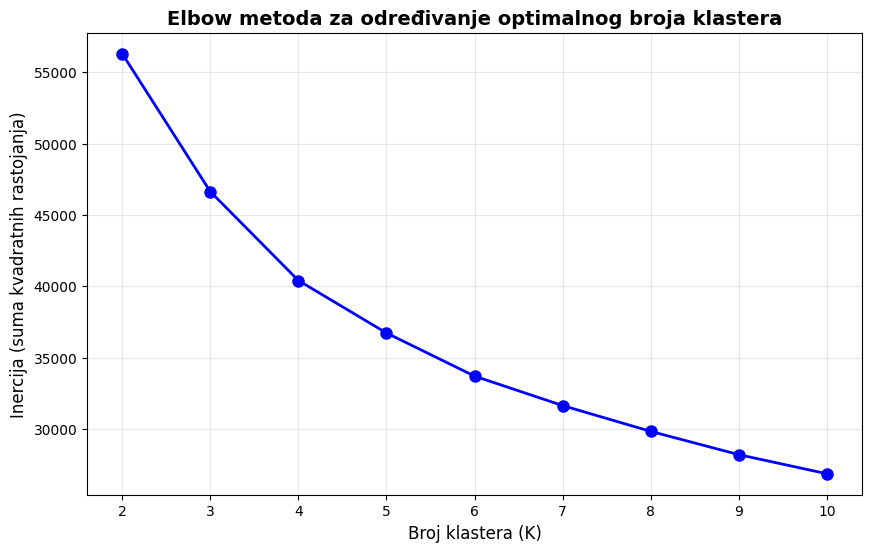 Elbow metoda za određivanje optimalnog broja klastera
Inercija (suma kvadratnih rastojanja)
55000
50000
45000
40000
35000
30000
2 3 4 5 6 7 8 9 10
Broj klastera (K)